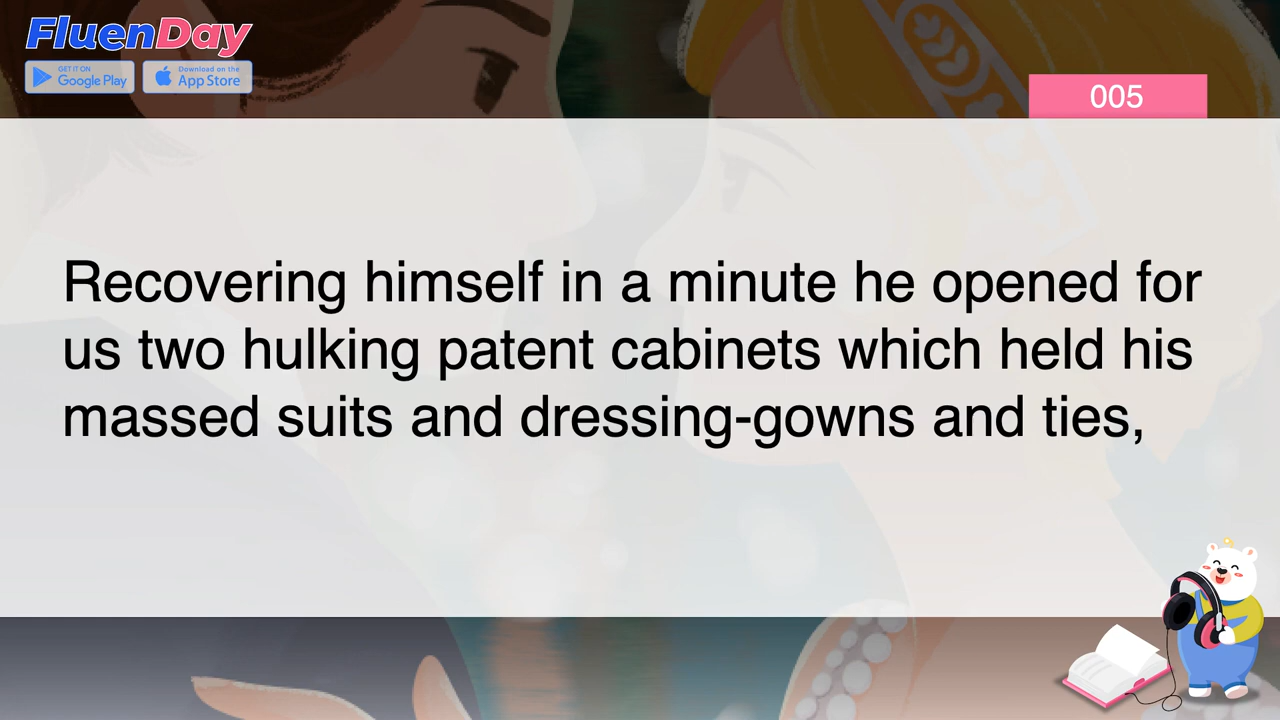 FluenDay
GET IT ON
Google Play
Download on the
App Store
005
Recovering himself in a minute he opened for
us two hulking patent cabinets which held his
massed suits and dressing-gowns and ties,